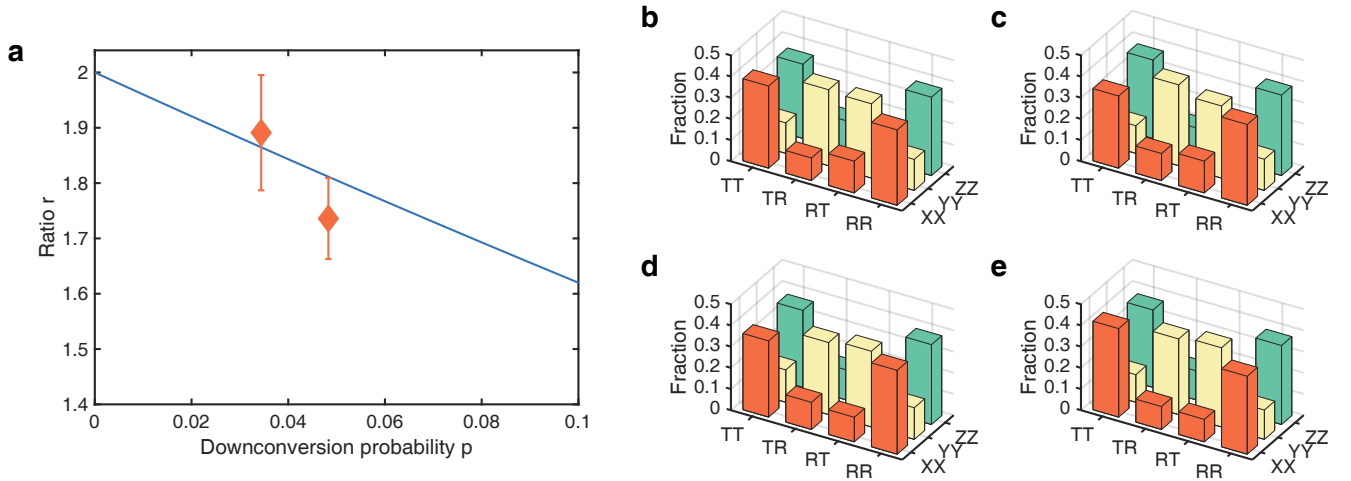 a
Ratio r
2
1.9
1.8
1.7
1.6
1.5
1.4
0 0.02 0.04 0.06 0.08 0.1
Downconversion probability p
b
Fraction
0.5
0.4
0.3
0.2
0.1
0
TT TR RT RR
XX YY ZZ
c
Fraction
0.5
0.4
0.3
0.2
0.1
0
TT TR RT RR
XX YY ZZ
d
Fraction
0.5
0.4
0.3
0.2
0.1
0
TT TR RT RR
XX YY ZZ
e
Fraction
0.5
0.4
0.3
0.2
0.1
0
TT TR RT RR
XX YY ZZ